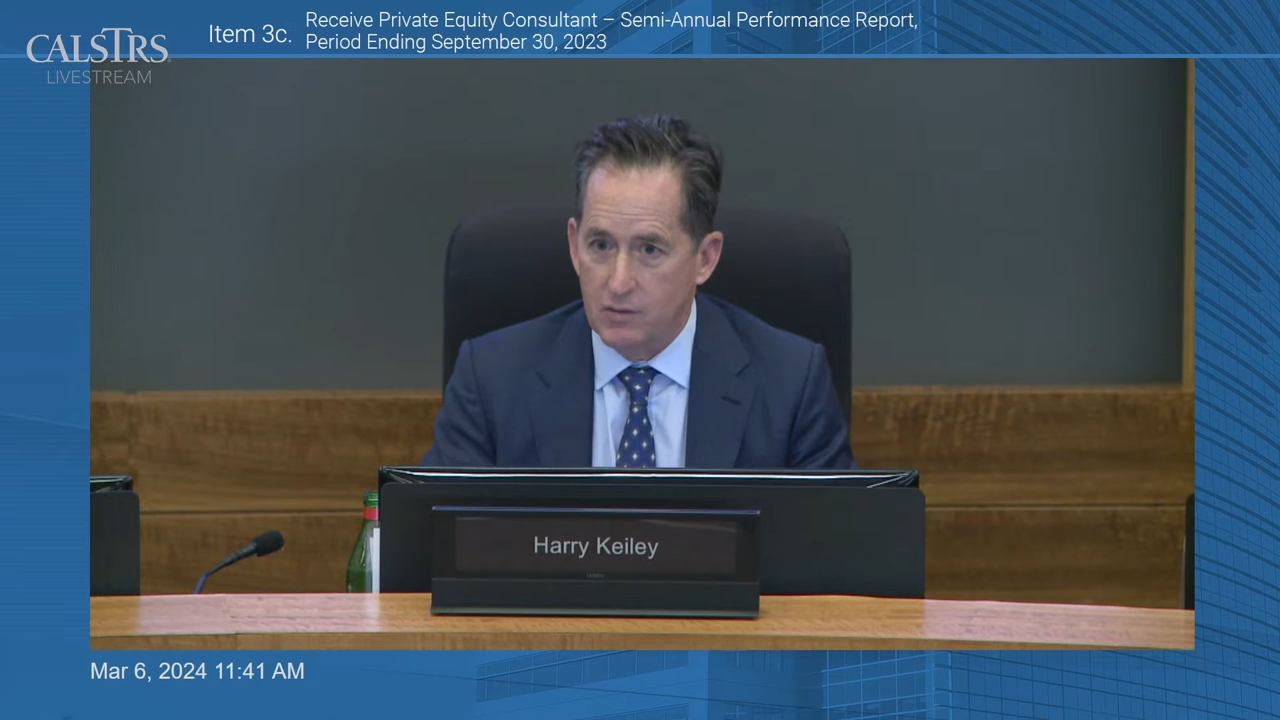 Item 3c.
Receive Private Equity Consultant – Semi-Annual Performance Report,
Period Ending September 30, 2023
CALSTRS
LIVESTREAM
Harry Keiley
Mar 6, 2024 11:41 AM